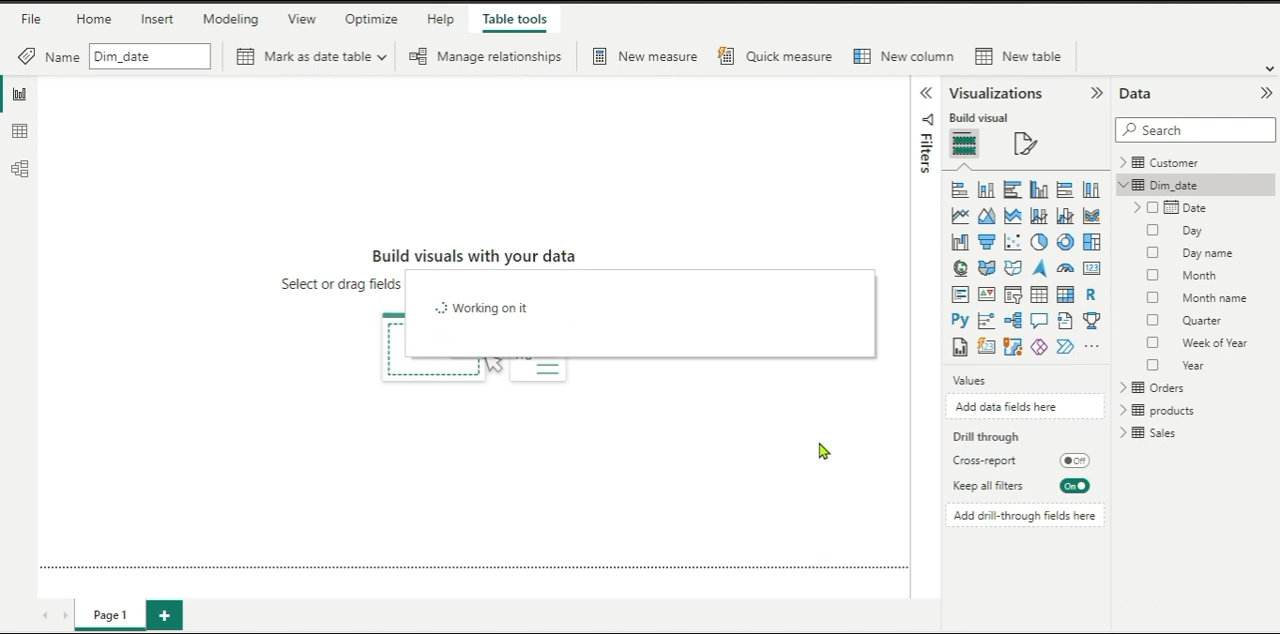 File Home Insert Modeling View Optimize Help Table tools
Name Dim_date Mark as date table Manage relationships New measure Quick measure New column New table
Build visuals with your data
Select or drag fields
Working on it
Filters
Visualizations
Build visual
R
Py
123
...
Values
Add data fields here
Drill through
Cross-report Off
Keep all filters On
Add drill-through fields here
Data
Search
Customer
Dim_date
Date
Day
Day name
Month
Month name
Quarter
Week of Year
Year
Orders
products
Sales
Page 1